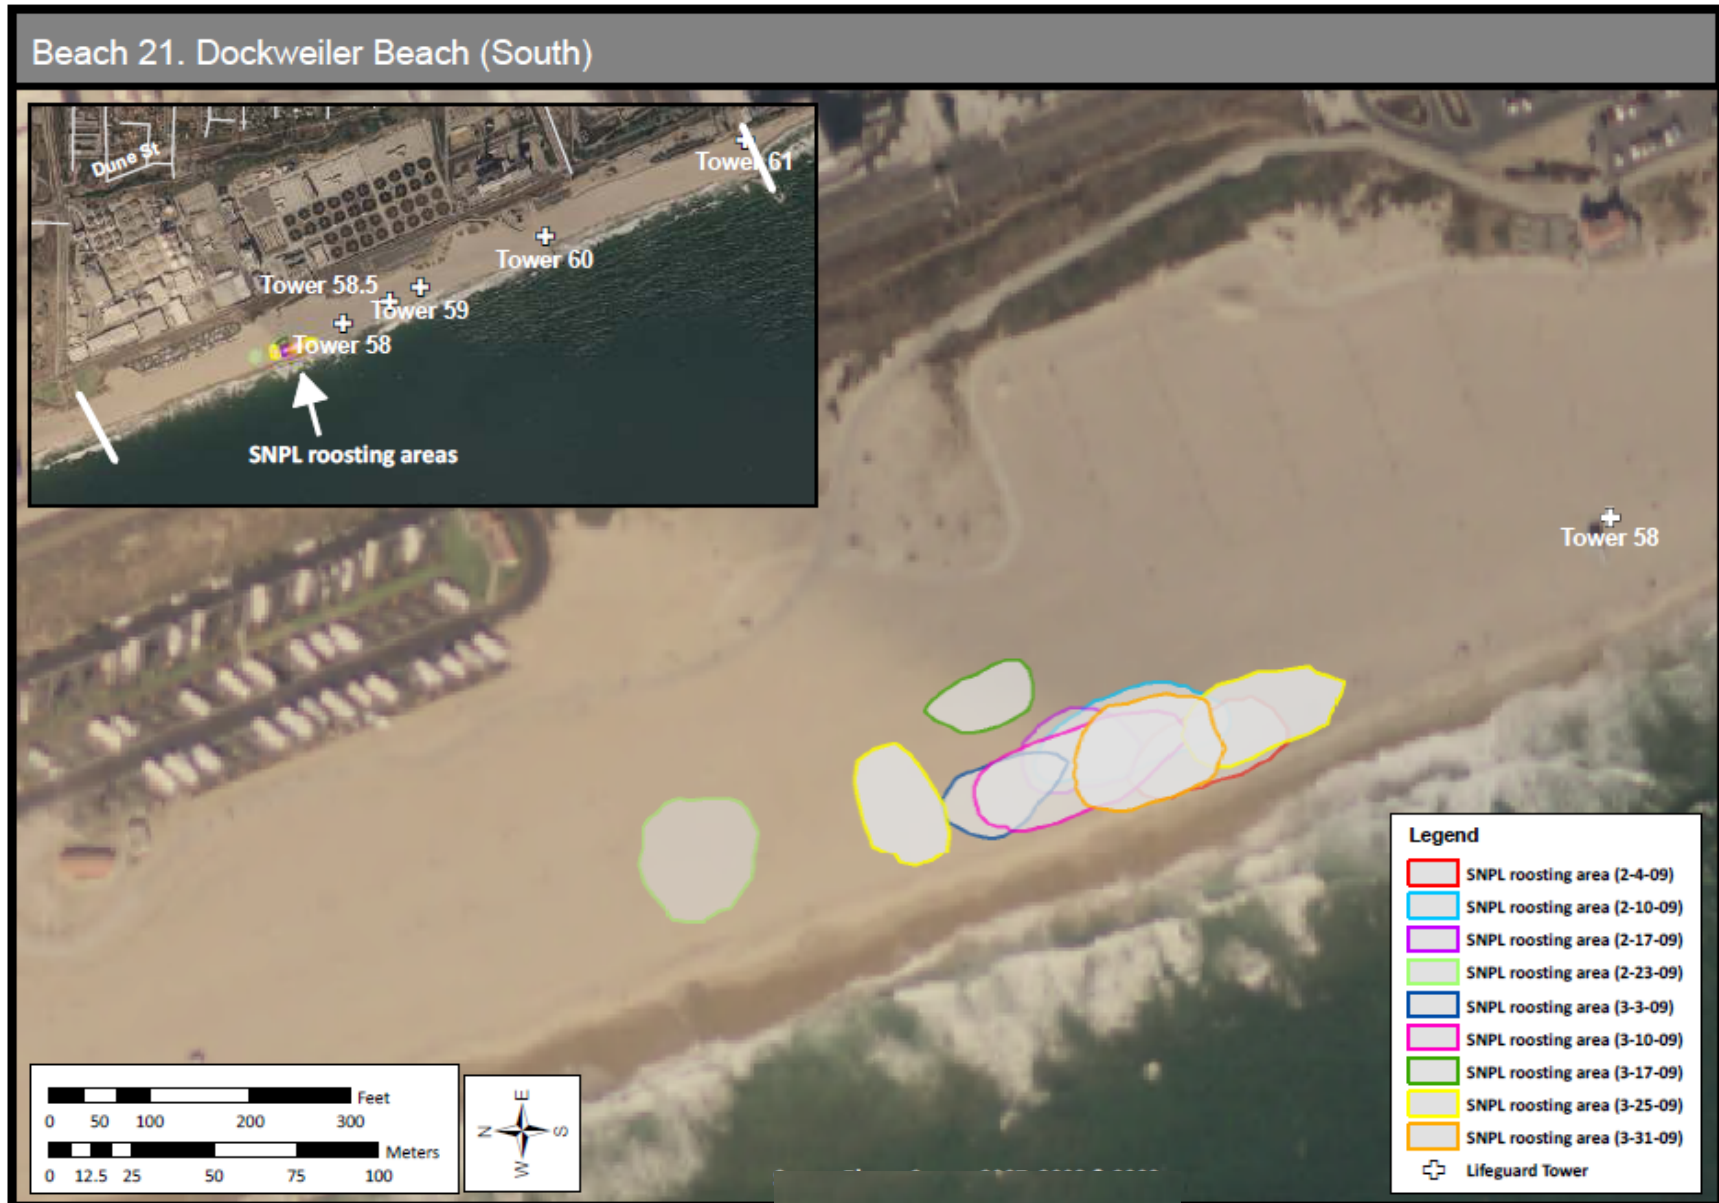 Beach 21. Dockweiler Beach (South)
Dune St
Tower 61
Tower 60
Tower 58.5
Tower 59
Tower 58
SNPL roosting areas
Tower 58
Legend
SNPL roosting area (2-4-09)
SNPL roosting area (2-10-09)
SNPL roosting area (2-17-09)
SNPL roosting area (2-23-09)
SNPL roosting area (3-3-09)
SNPL roosting area (3-10-09)
SNPL roosting area (3-17-09)
SNPL roosting area (3-25-09)
SNPL roosting area (3-31-09)
Lifeguard Tower
Feet
0 50 100 200 300
Meters
0 12.5 25 50 75 100
E
N S
W